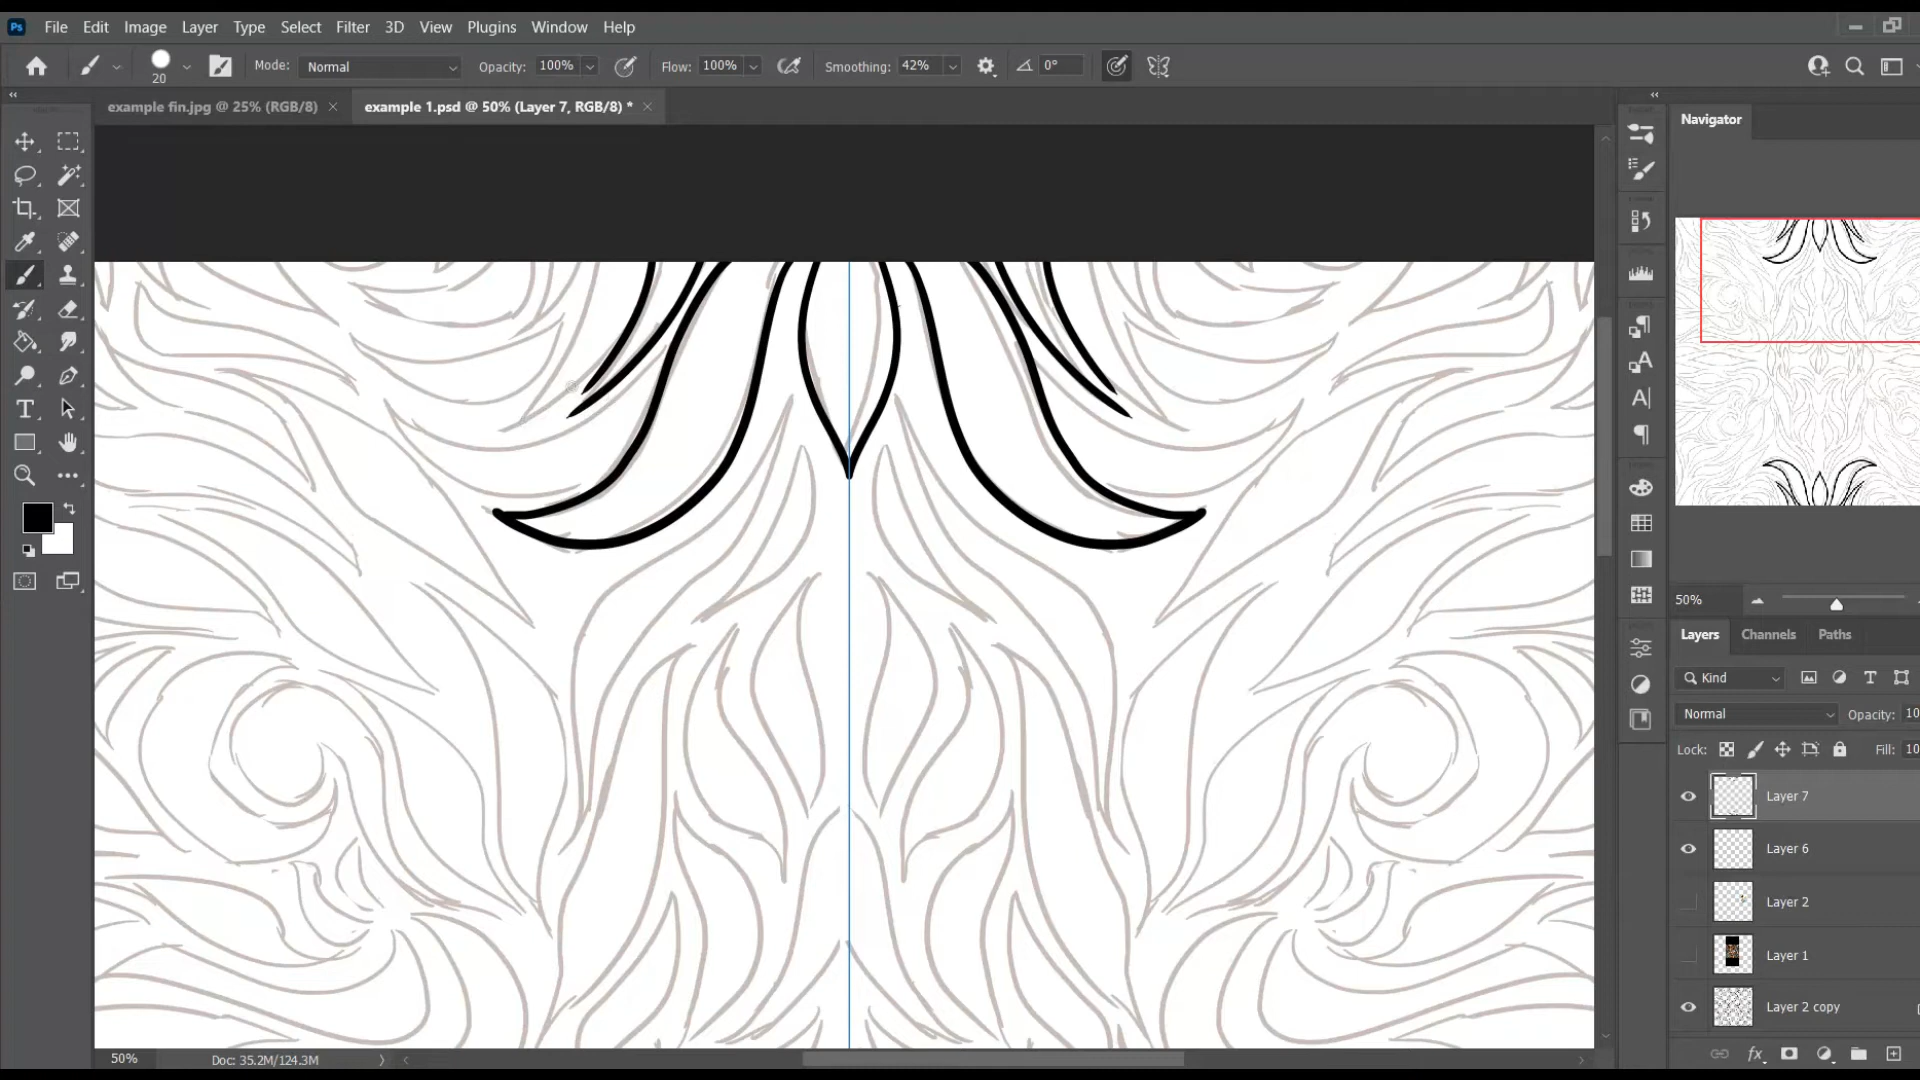 Ps File Edit Image Layer Type Select Filter 3D View Plugins Window Help
20 Mode: Normal Opacity: 100% Flow: 100% Smoothing: 42% 0°
example fin.jpg @ 25% (RGB/8) × example 1.psd @ 50% (Layer 7, RGB/8) * ×
Navigator
50%
Layers Channels Paths
Kind
Normal Opacity: 10
Lock: Fill: 10
Layer 7
Layer 6
Layer 2
Layer 1
Layer 2 copy
fx
50% Doc: 35.2M/124.3M